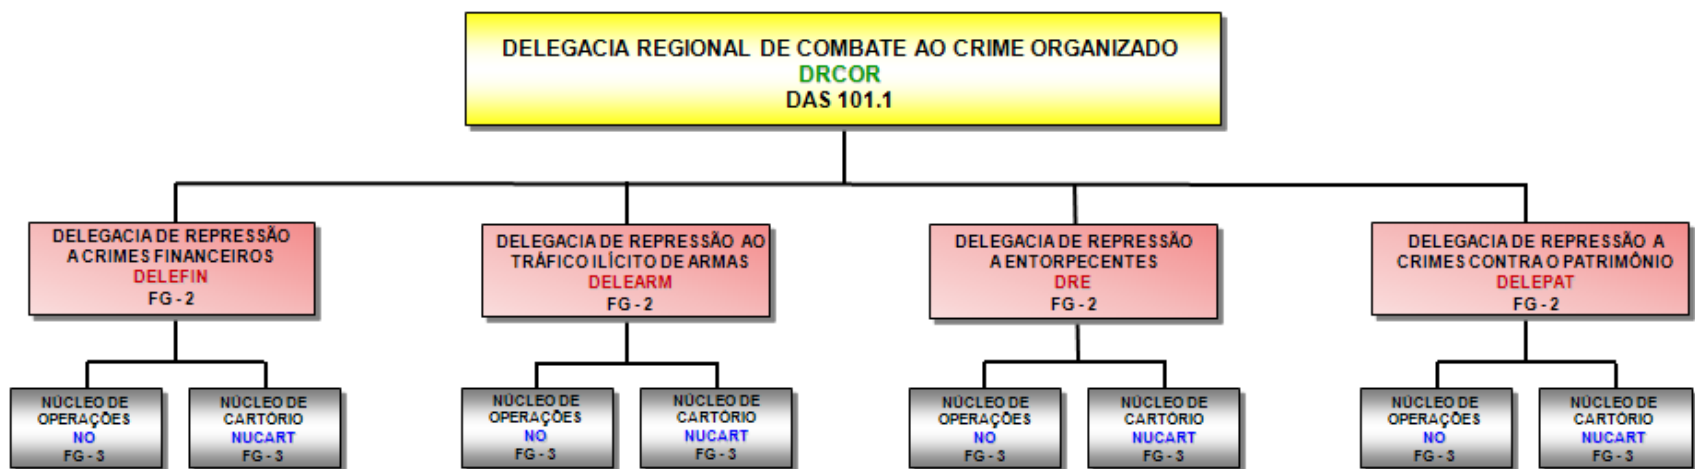 DELEGACIA REGIONAL DE COMBATE AO CRIME ORGANIZADO
DRCOR
DAS 101.1
DELEGACIA DE REPRESSÃO
A CRIMES FINANCEIROS
DELEFIN
FG - 2
DELEGACIA DE REPRESSÃO AO
TRÁFICO ILÍCITO DE ARMAS
DELEARM
FG - 2
DELEGACIA DE REPRESSÃO
A ENTORPECENTES
DRE
FG - 2
DELEGACIA DE REPRESSÃO A
CRIMES CONTRA O PATRIMÔNIO
DELEPAT
FG - 2
NÚCLEO DE
OPERAÇÕES
NO
FG - 3
NÚCLEO DE
CARTÓRIO
NUCART
FG - 3
NÚCLEO DE
OPERAÇÕES
NO
FG - 3
NÚCLEO DE
CARTÓRIO
NUCART
FG - 3
NÚCLEO DE
OPERAÇÕES
NO
FG - 3
NÚCLEO DE
CARTÓRIO
NUCART
FG - 3
NÚCLEO DE
OPERAÇÕES
NO
FG - 3
NÚCLEO DE
CARTÓRIO
NUCART
FG - 3